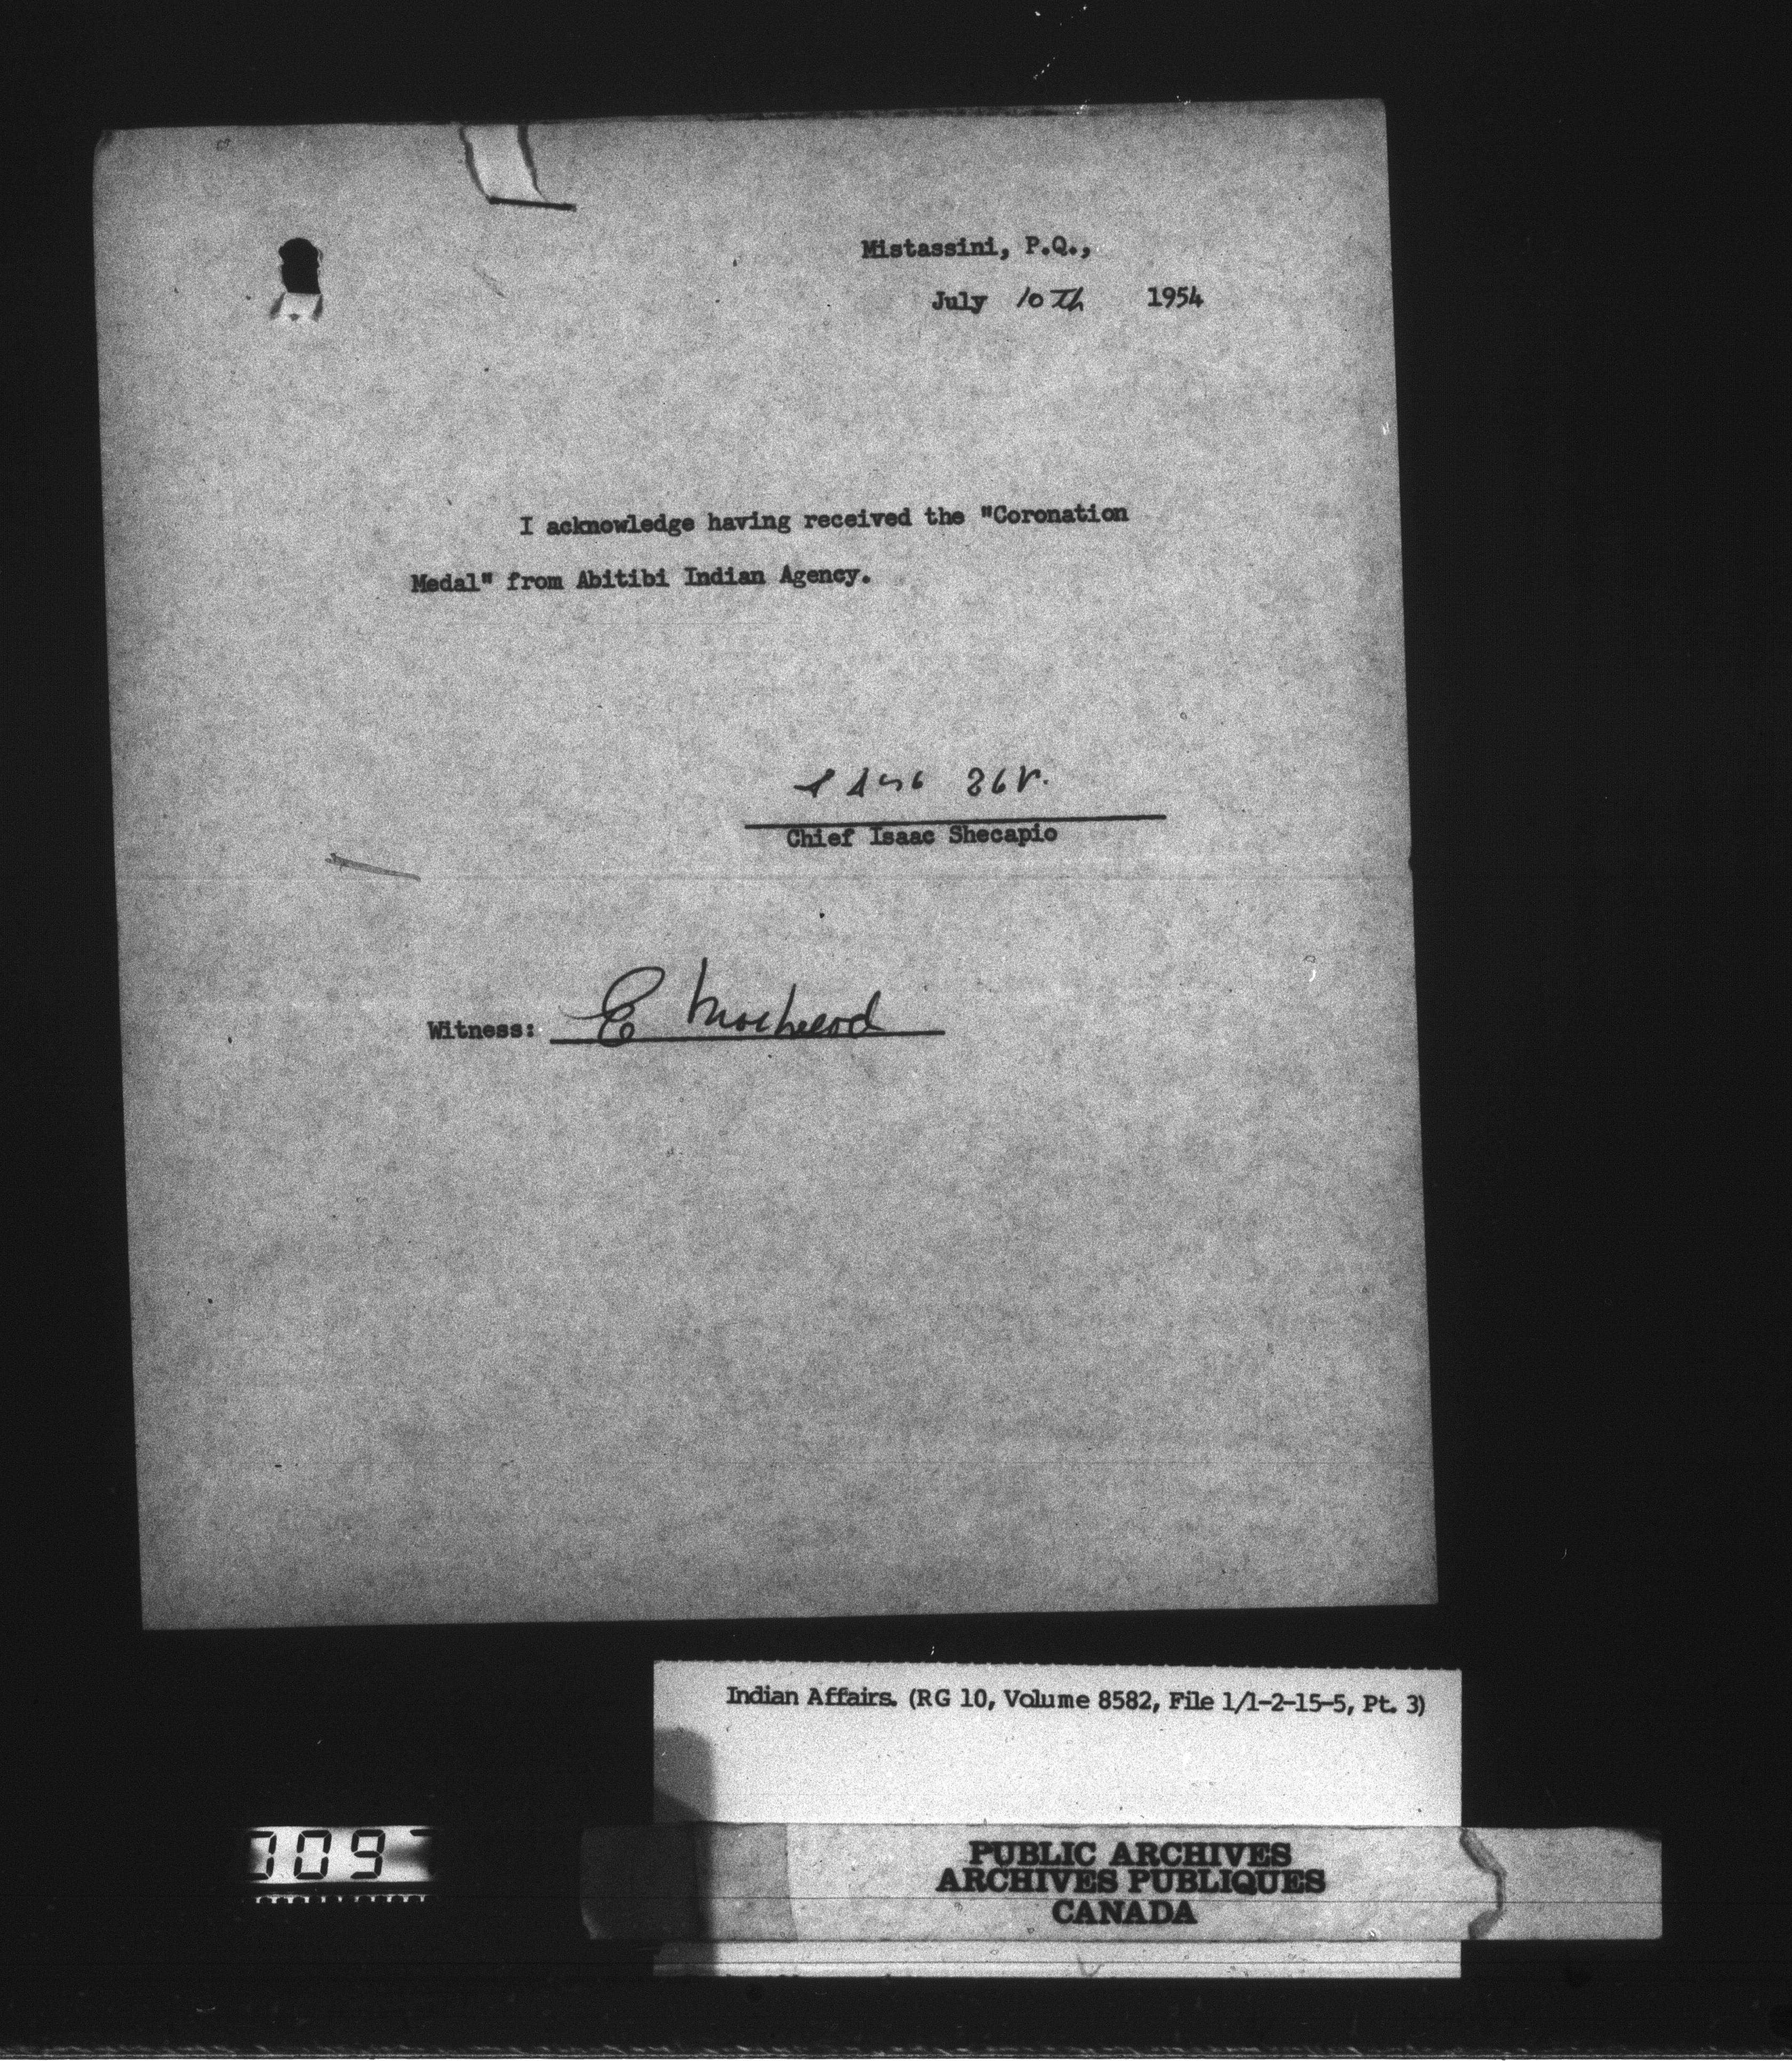 Mistassini, P.Q.,
July 10th 1954
I acknowledge having received the "Coronation
Medal" from Abitibi Indian Agency.
Chief Isaac Shecapio
Witness: E
Indian Affairs. (RG 10, Volume 8582, File 1/1-2-15-5, Pt. 3)
PUBLIC ARCHIVES
ARCHIVES PUBLIQUES
CANADA